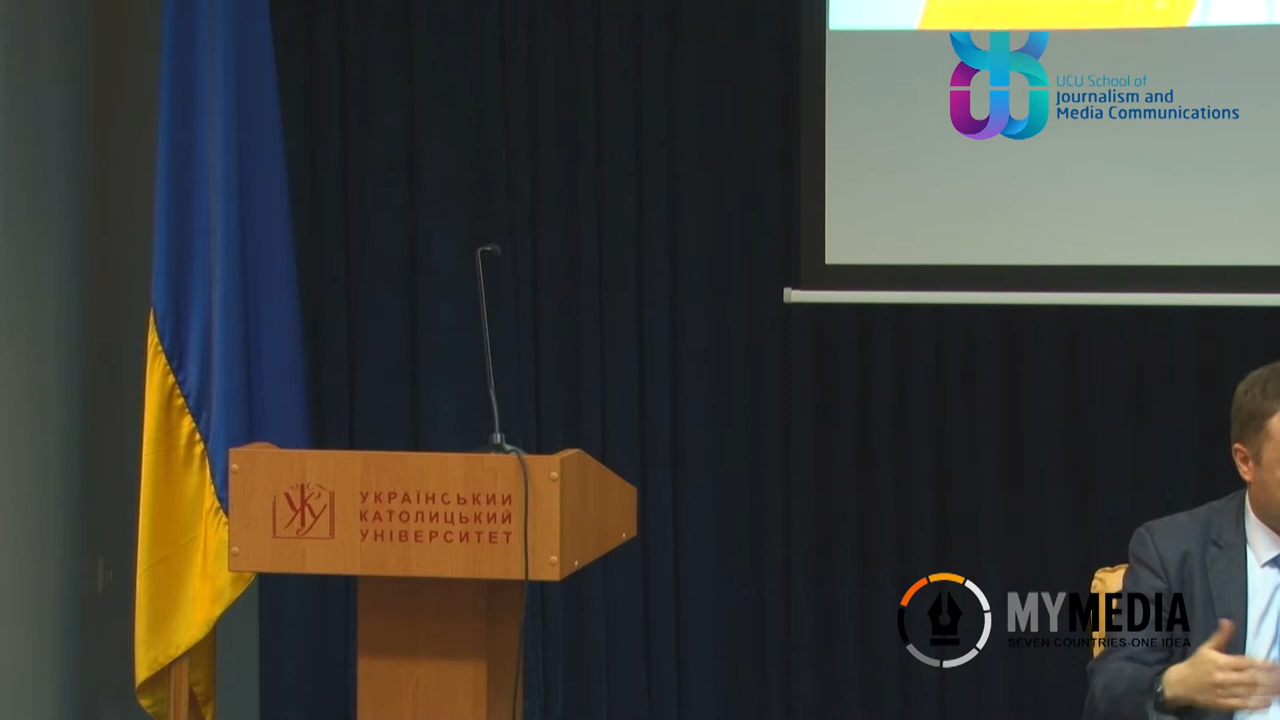 UCU School of
Journalism and
Media Communications
УКРАЇНСЬКИЙ
КАТОЛИЦЬКИЙ
УНІВЕРСИТЕТ
MYMEDIA
SEVEN COUNTRIES-ONE IDEA